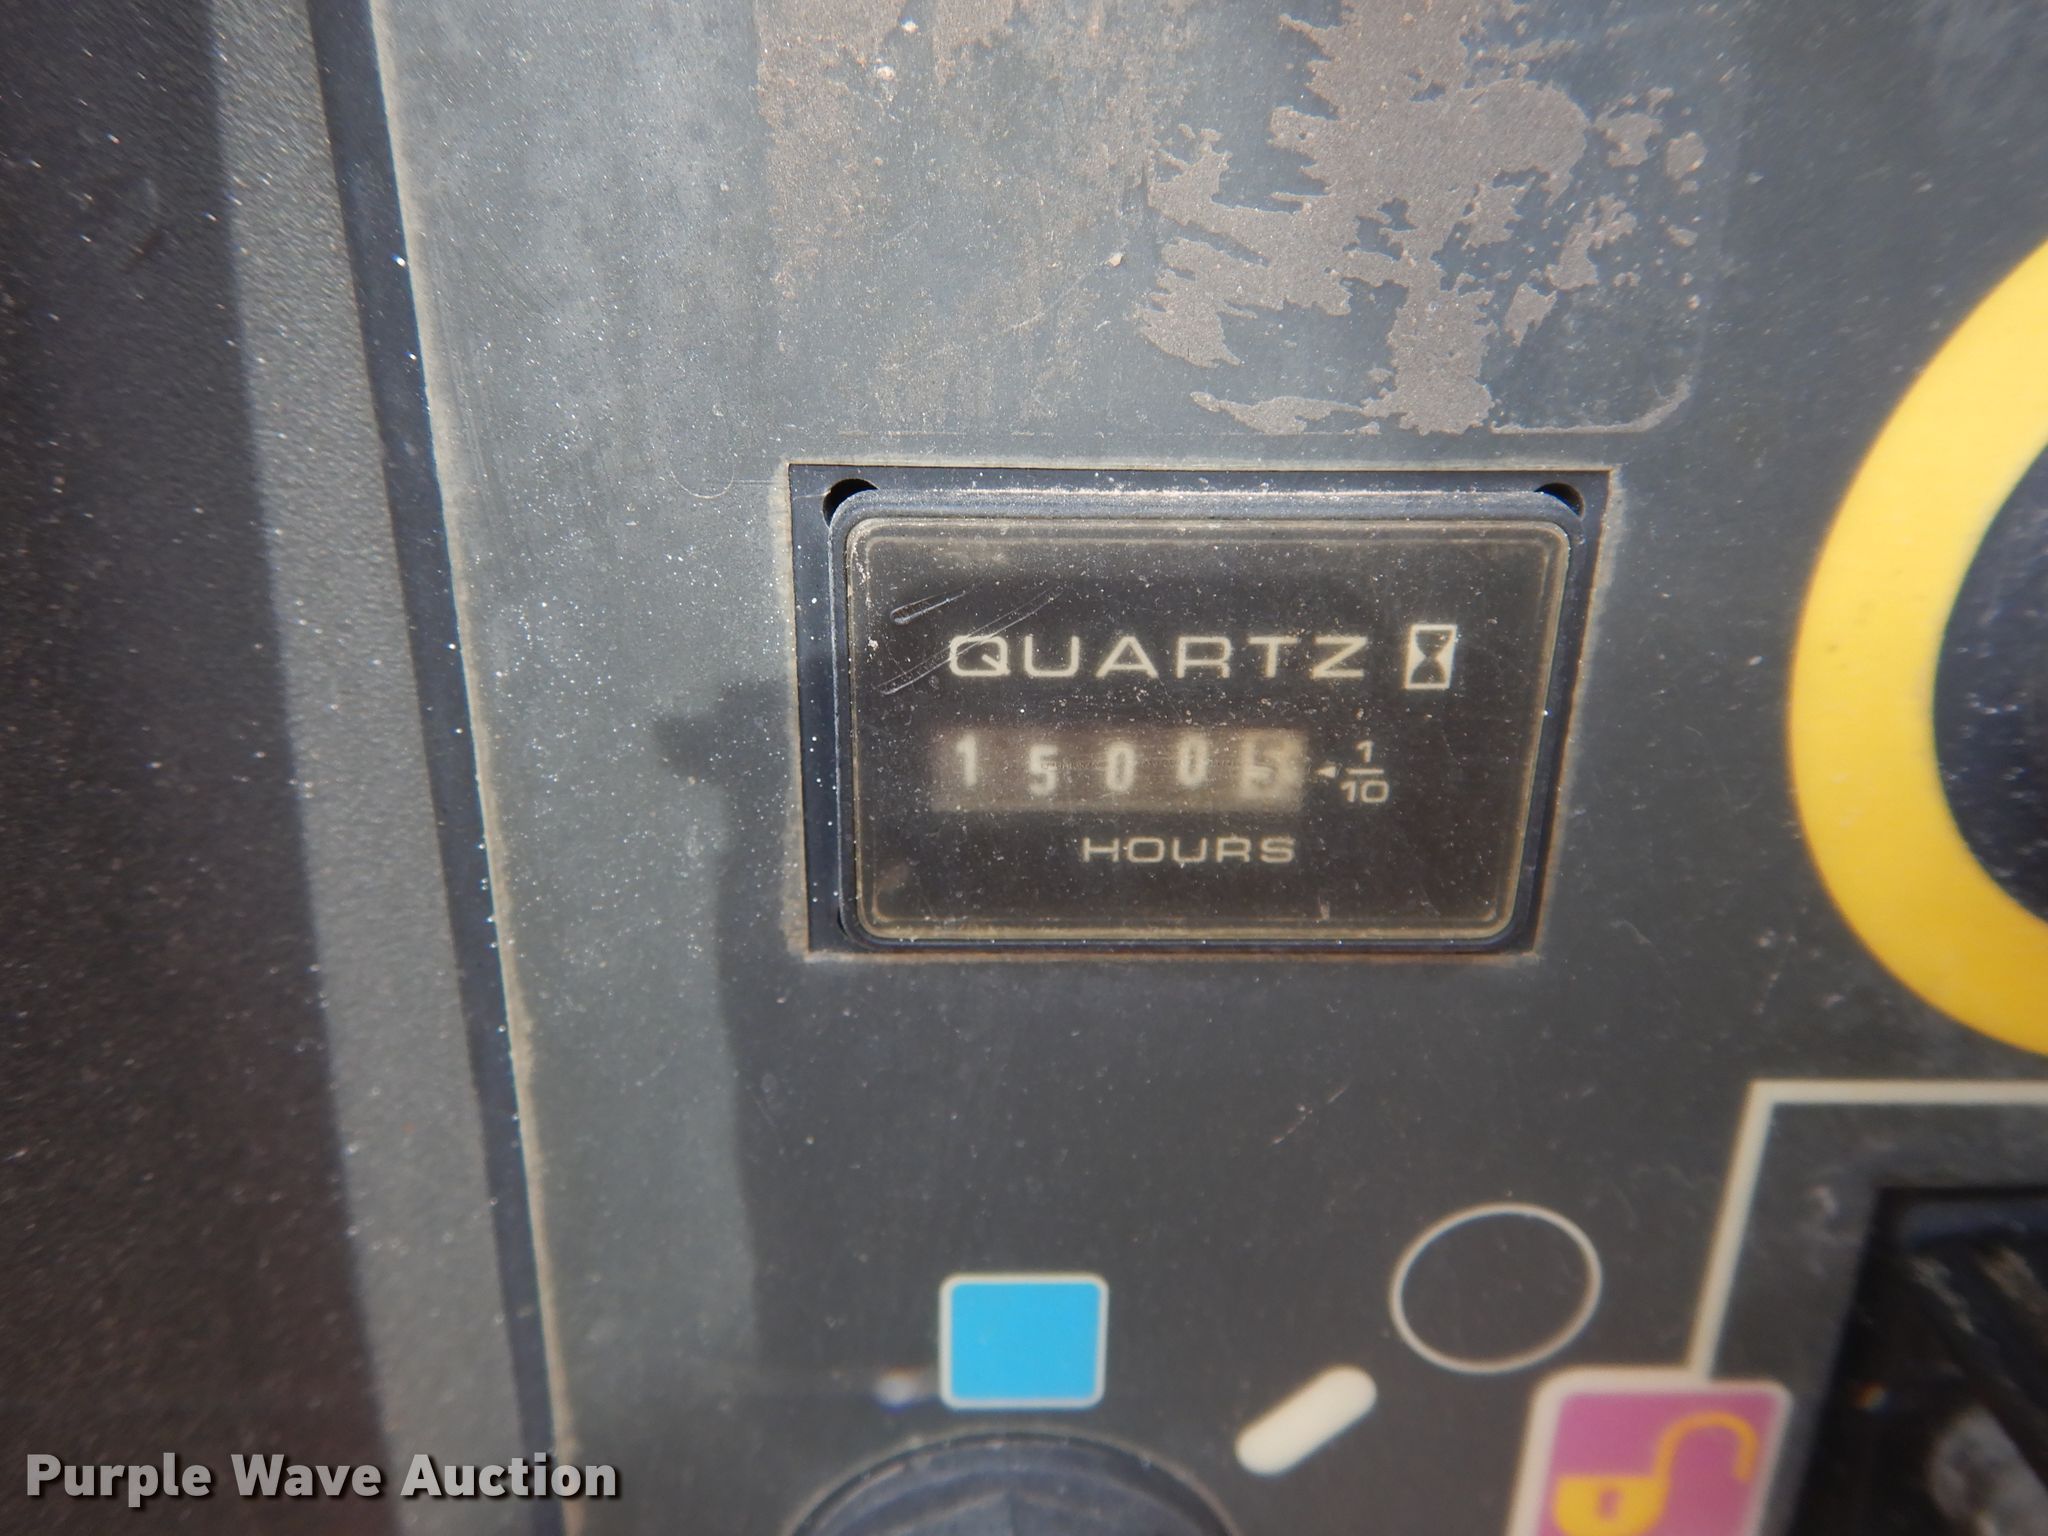 QUARTZ
15005 1/10
HOURS
Purple Wave Auction